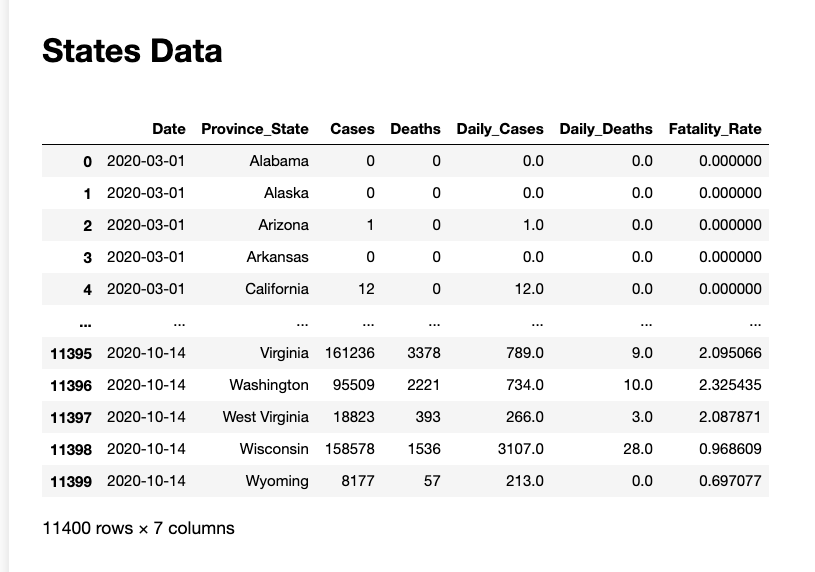 States Data
Date Province_State Cases Deaths Daily_Cases Daily_Deaths Fatality_Rate
0 2020-03-01 Alabama 0 0 0.0 0.0 0.000000
1 2020-03-01 Alaska 0 0 0.0 0.0 0.000000
2 2020-03-01 Arizona 1 0 1.0 0.0 0.000000
3 2020-03-01 Arkansas 0 0 0.0 0.0 0.000000
4 2020-03-01 California 12 0 12.0 0.0 0.000000
... ... ... ... ... ... ... ...
11395 2020-10-14 Virginia 161236 3378 789.0 9.0 2.095066
11396 2020-10-14 Washington 95509 2221 734.0 10.0 2.325435
11397 2020-10-14 West Virginia 18823 393 266.0 3.0 2.087871
11398 2020-10-14 Wisconsin 158578 1536 3107.0 28.0 0.968609
11399 2020-10-14 Wyoming 8177 57 213.0 0.0 0.697077
11400 rows × 7 columns